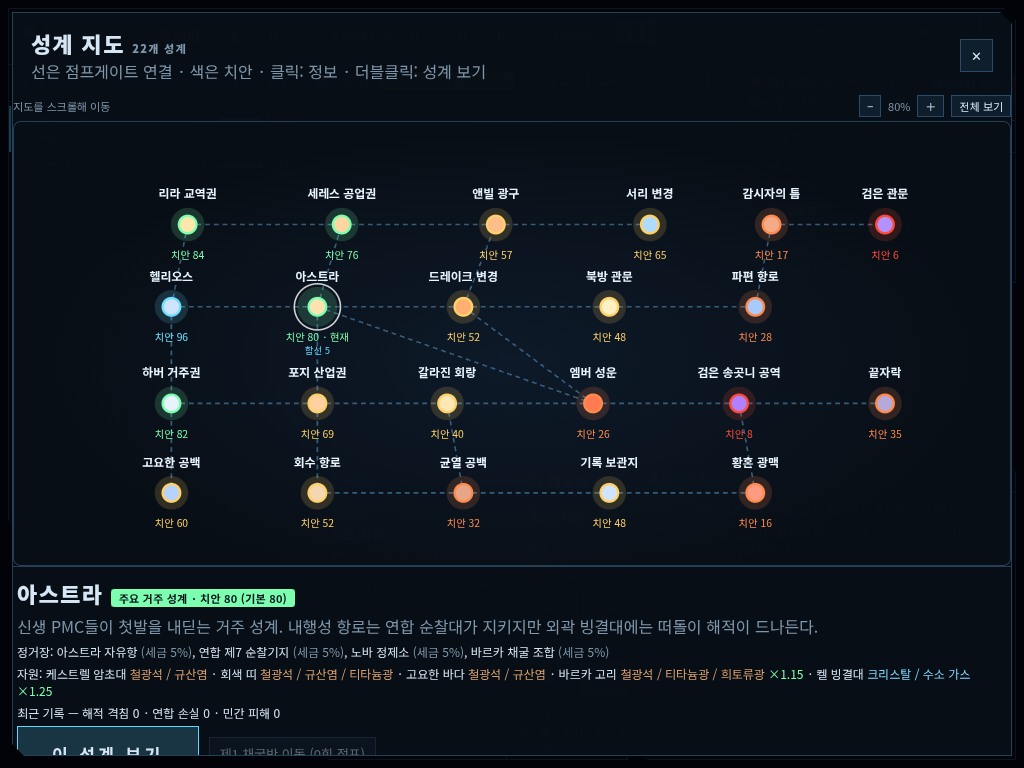 성계 지도 22개 성계
선은 점프게이트 연결 · 색은 치안 · 클릭: 정보 · 더블클릭: 성계 보기
×
지도를 스크롤해 이동
− 80% + 전체 보기
리라 교역권 세레스 공업권 앤빌 광구 서리 변경 감시자의 틈 검은 관문
치안 84 치안 76 치안 57 치안 65 치안 17 치안 6
헬리오스 아스트라 드레이크 변경 북방 관문 파편 항로
치안 96 치안 80 · 현재 치안 52 치안 48 치안 28
함선 5
하버 거주권 포지 산업권 갈라진 회랑 엠버 성운 검은 송곳니 공역 끝자락
치안 82 치안 69 치안 40 치안 26 치안 8 치안 35
고요한 공백 회수 항로 균열 공백 기록 보관지 황혼 광맥
치안 60 치안 52 치안 32 치안 48 치안 16
아스트라 주요 거주 성계 · 치안 80 (기본 80)
신생 PMC들이 첫발을 내딛는 거주 성계. 내행성 항로는 연합 순찰대가 지키지만 외곽 빙결대에는 떠돌이 해적이 드나든다.
정거장: 아스트라 자유항 (세금 5%), 연합 제7 순찰기지 (세금 5%), 노바 정제소 (세금 5%), 바르카 채굴 조합 (세금 5%)
자원: 케스트렐 암초대 철광석 / 규산염 · 회색 띠 철광석 / 규산염 / 티타늄광 · 고요한 바다 철광석 / 규산염 · 바르카 고리 철광석 / 티타늄광 / 희토류광 ×1.15 · 켈 빙결대 크리스탈 / 수소 가스
×1.25
최근 기록 — 해적 격침 0 · 연합 손실 0 · 민간 피해 0
이 성계 보기 제1 채굴반 이동 (0회 점프)